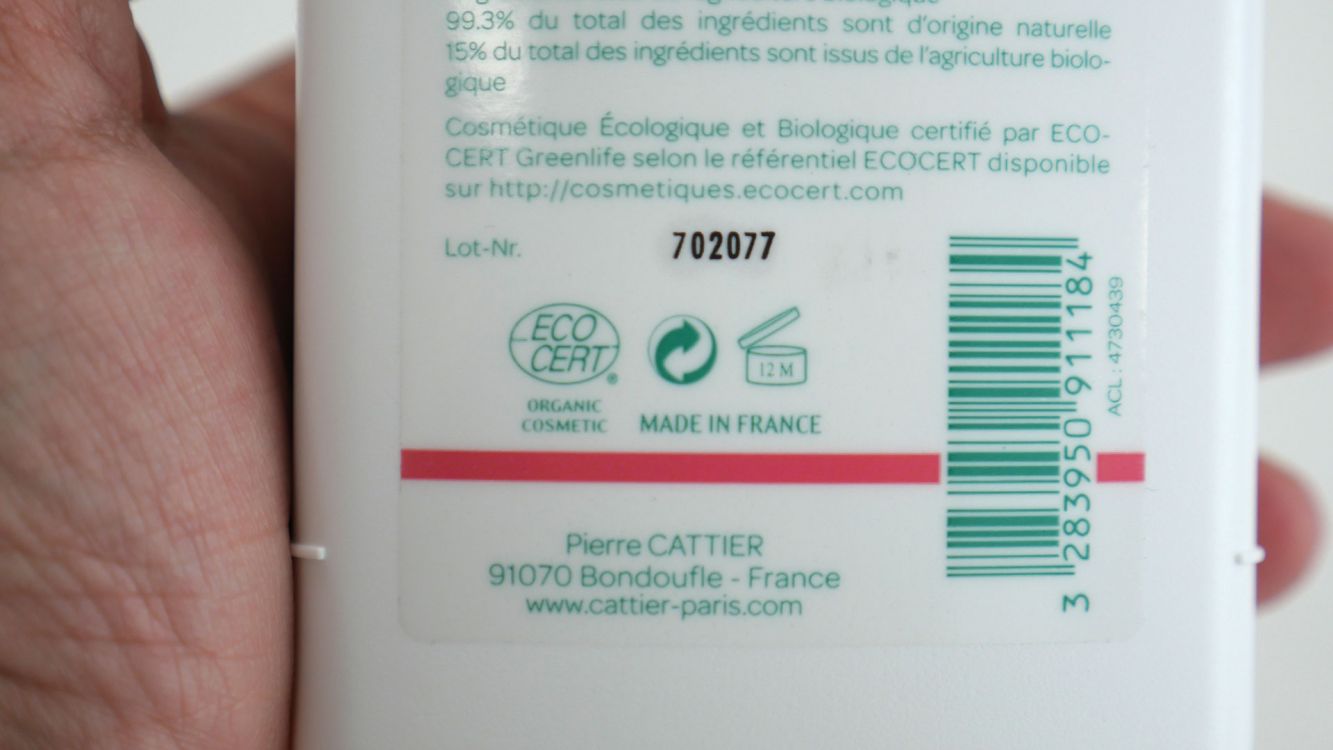 99.3% du total des ingrédients sont d'origine naturelle
15% du total des ingrédients sont issus de l'agriculture biolo-
gique
Cosmétique Écologique et Biologique certifié par ECO-
CERT Greenlife selon le référentiel ECOCERT disponible
sur http://cosmetiques.ecocert.com
Lot-Nr. 702077
ECO
CERT®
ORGANIC
COSMETIC
12 M
MADE IN FRANCE
3 283950 911184
ACL : 4730439
Pierre CATTIER
91070 Bondoufle - France
www.cattier-paris.com